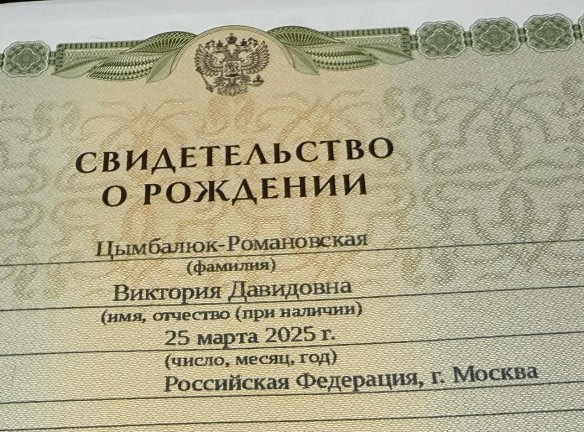 СВИДЕТЕЛЬСТВО
О РОЖДЕНИИ
Цымбалюк-Романовская
(фамилия)
Виктория Давидовна
(имя, отчество (при наличии)
25 марта 2025 г.
(число, месяц, год)
Российская Федерация, г. Москва